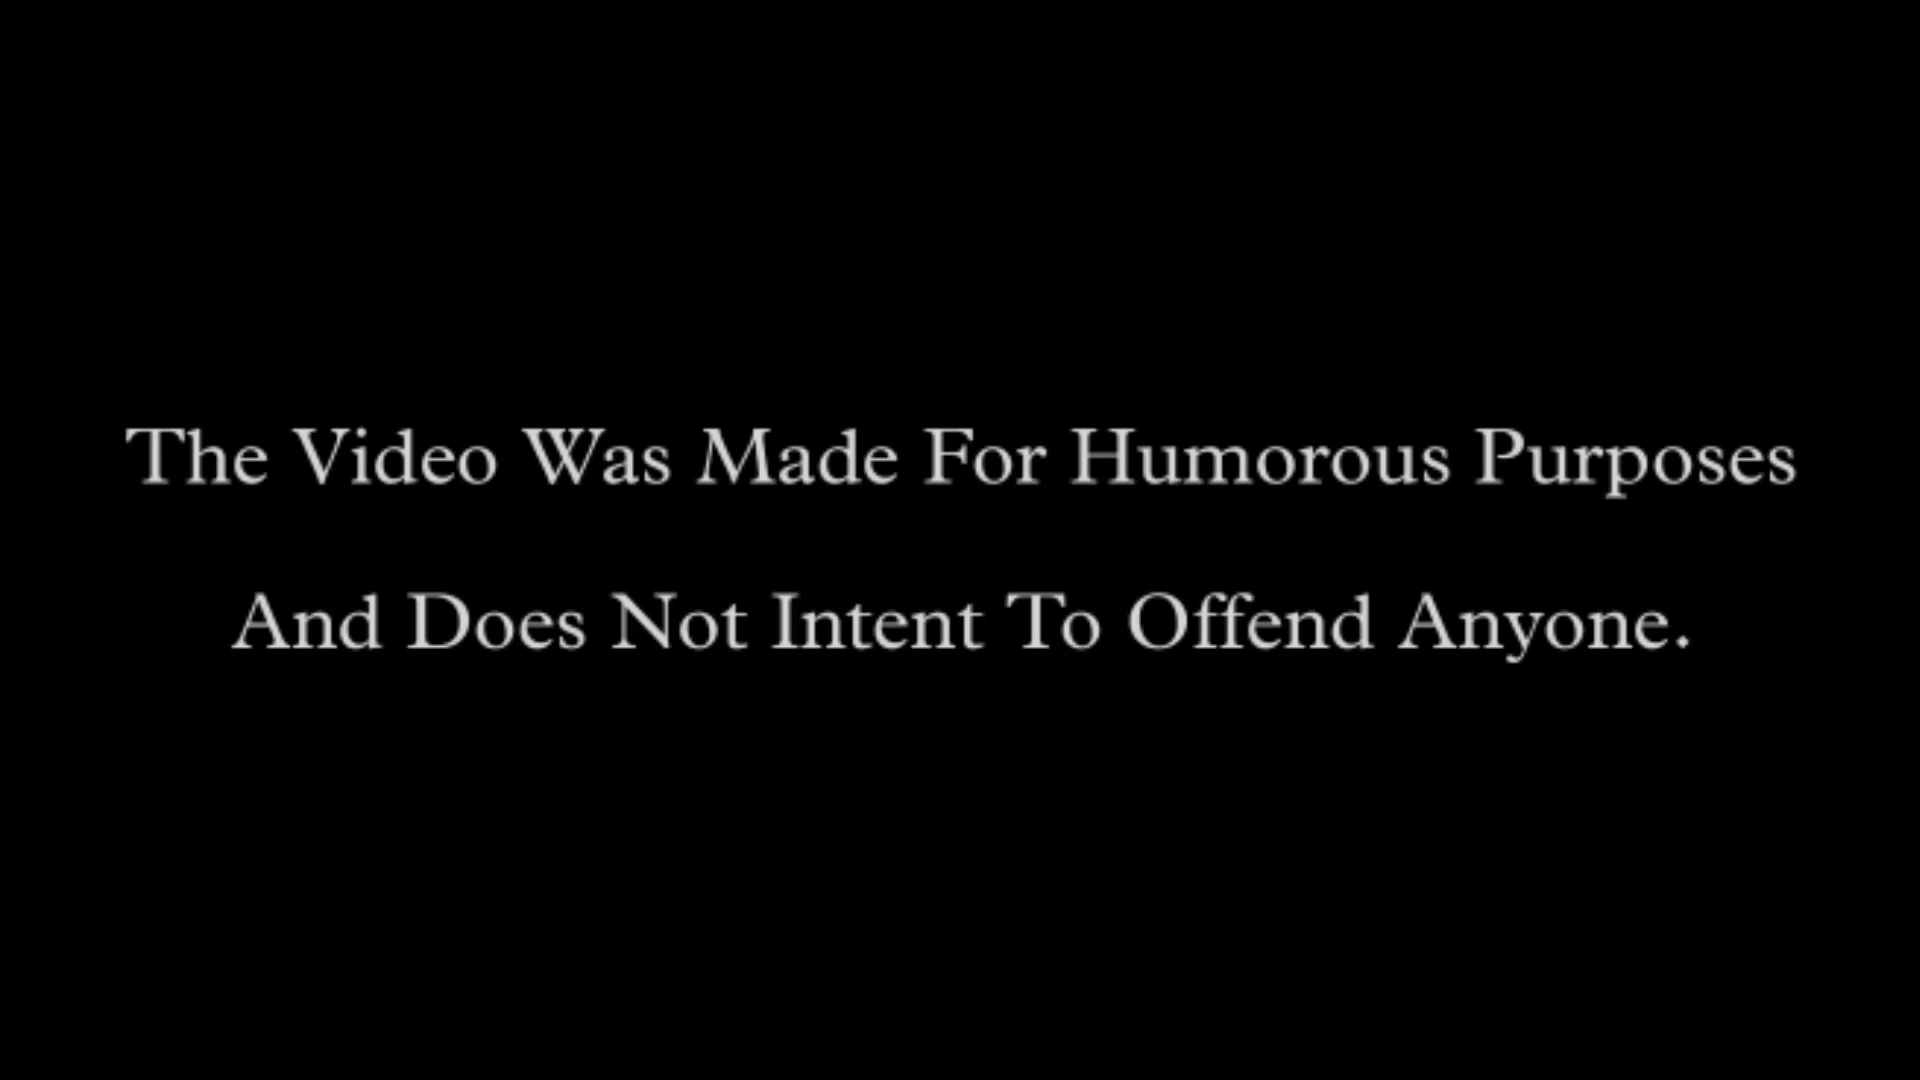 The Video Was Made For Humorous Purposes
And Does Not Intent To Offend Anyone.